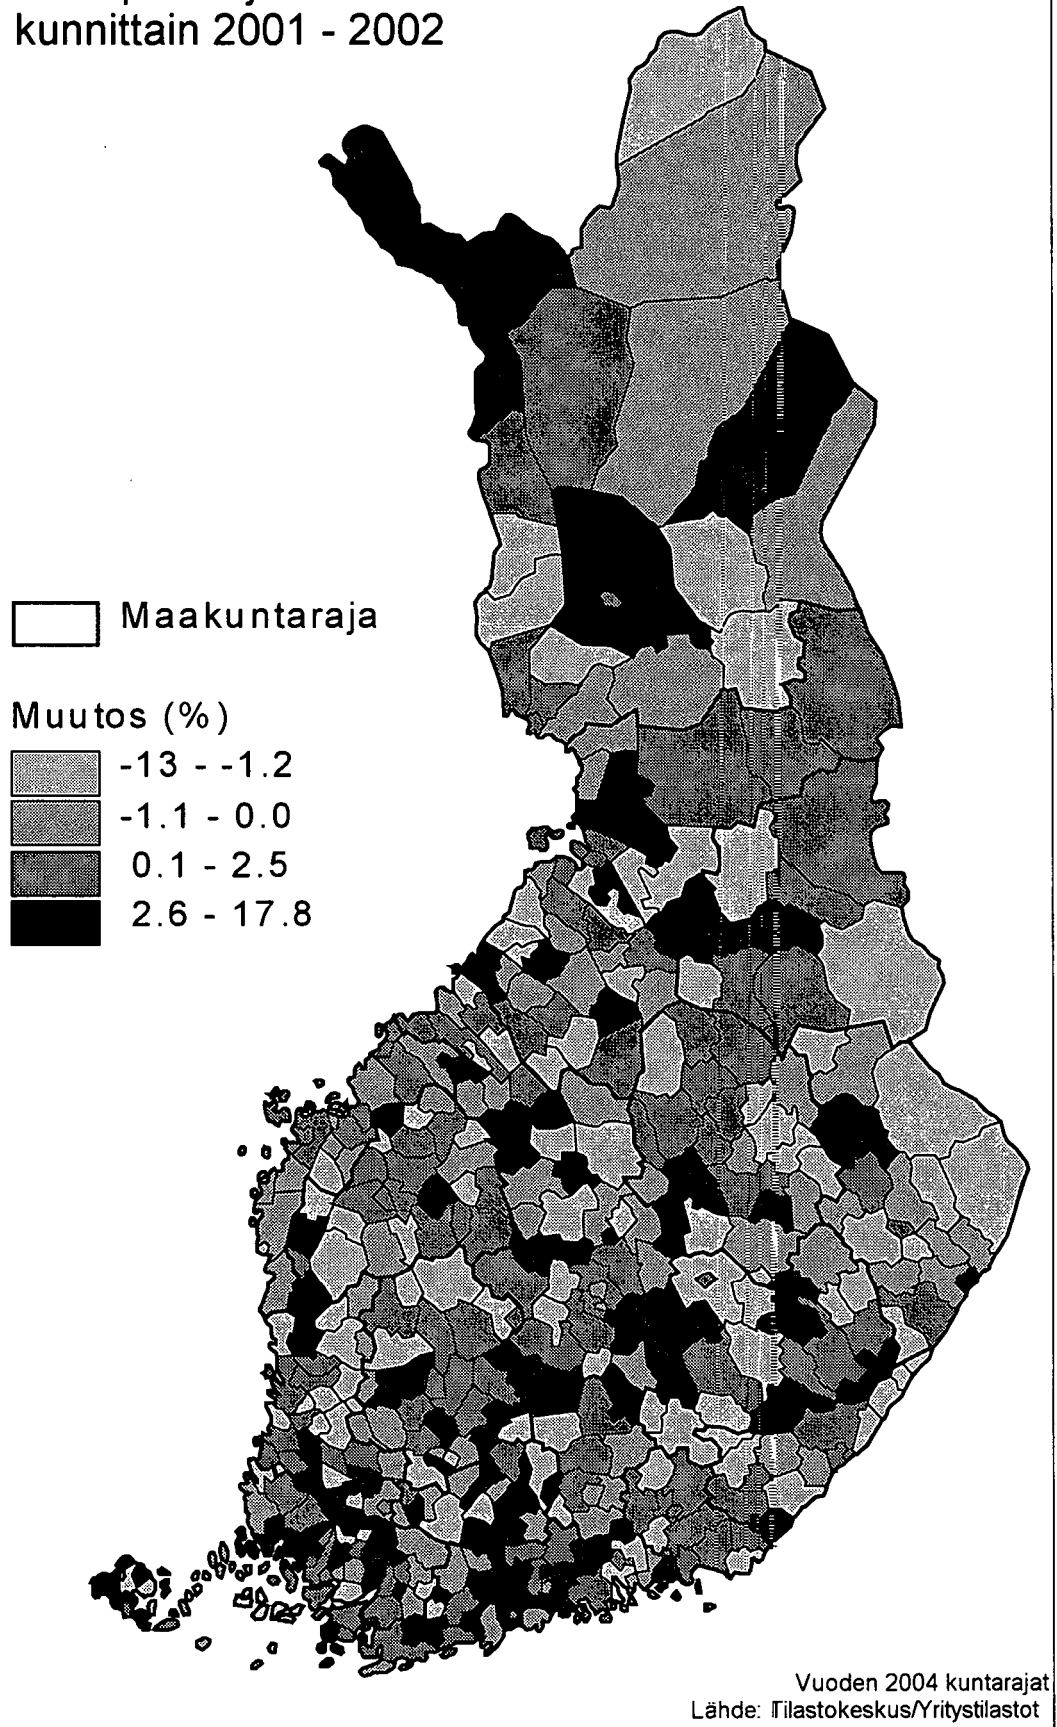 kunnittain 2001 - 2002
Maakuntaraja
Muutos (%)
-13 - -1.2
-1.1 - 0.0
0.1 - 2.5
2.6 - 17.8
Vuoden 2004 kuntarajat
Lähde: Tilastokeskus/Yritystilastot